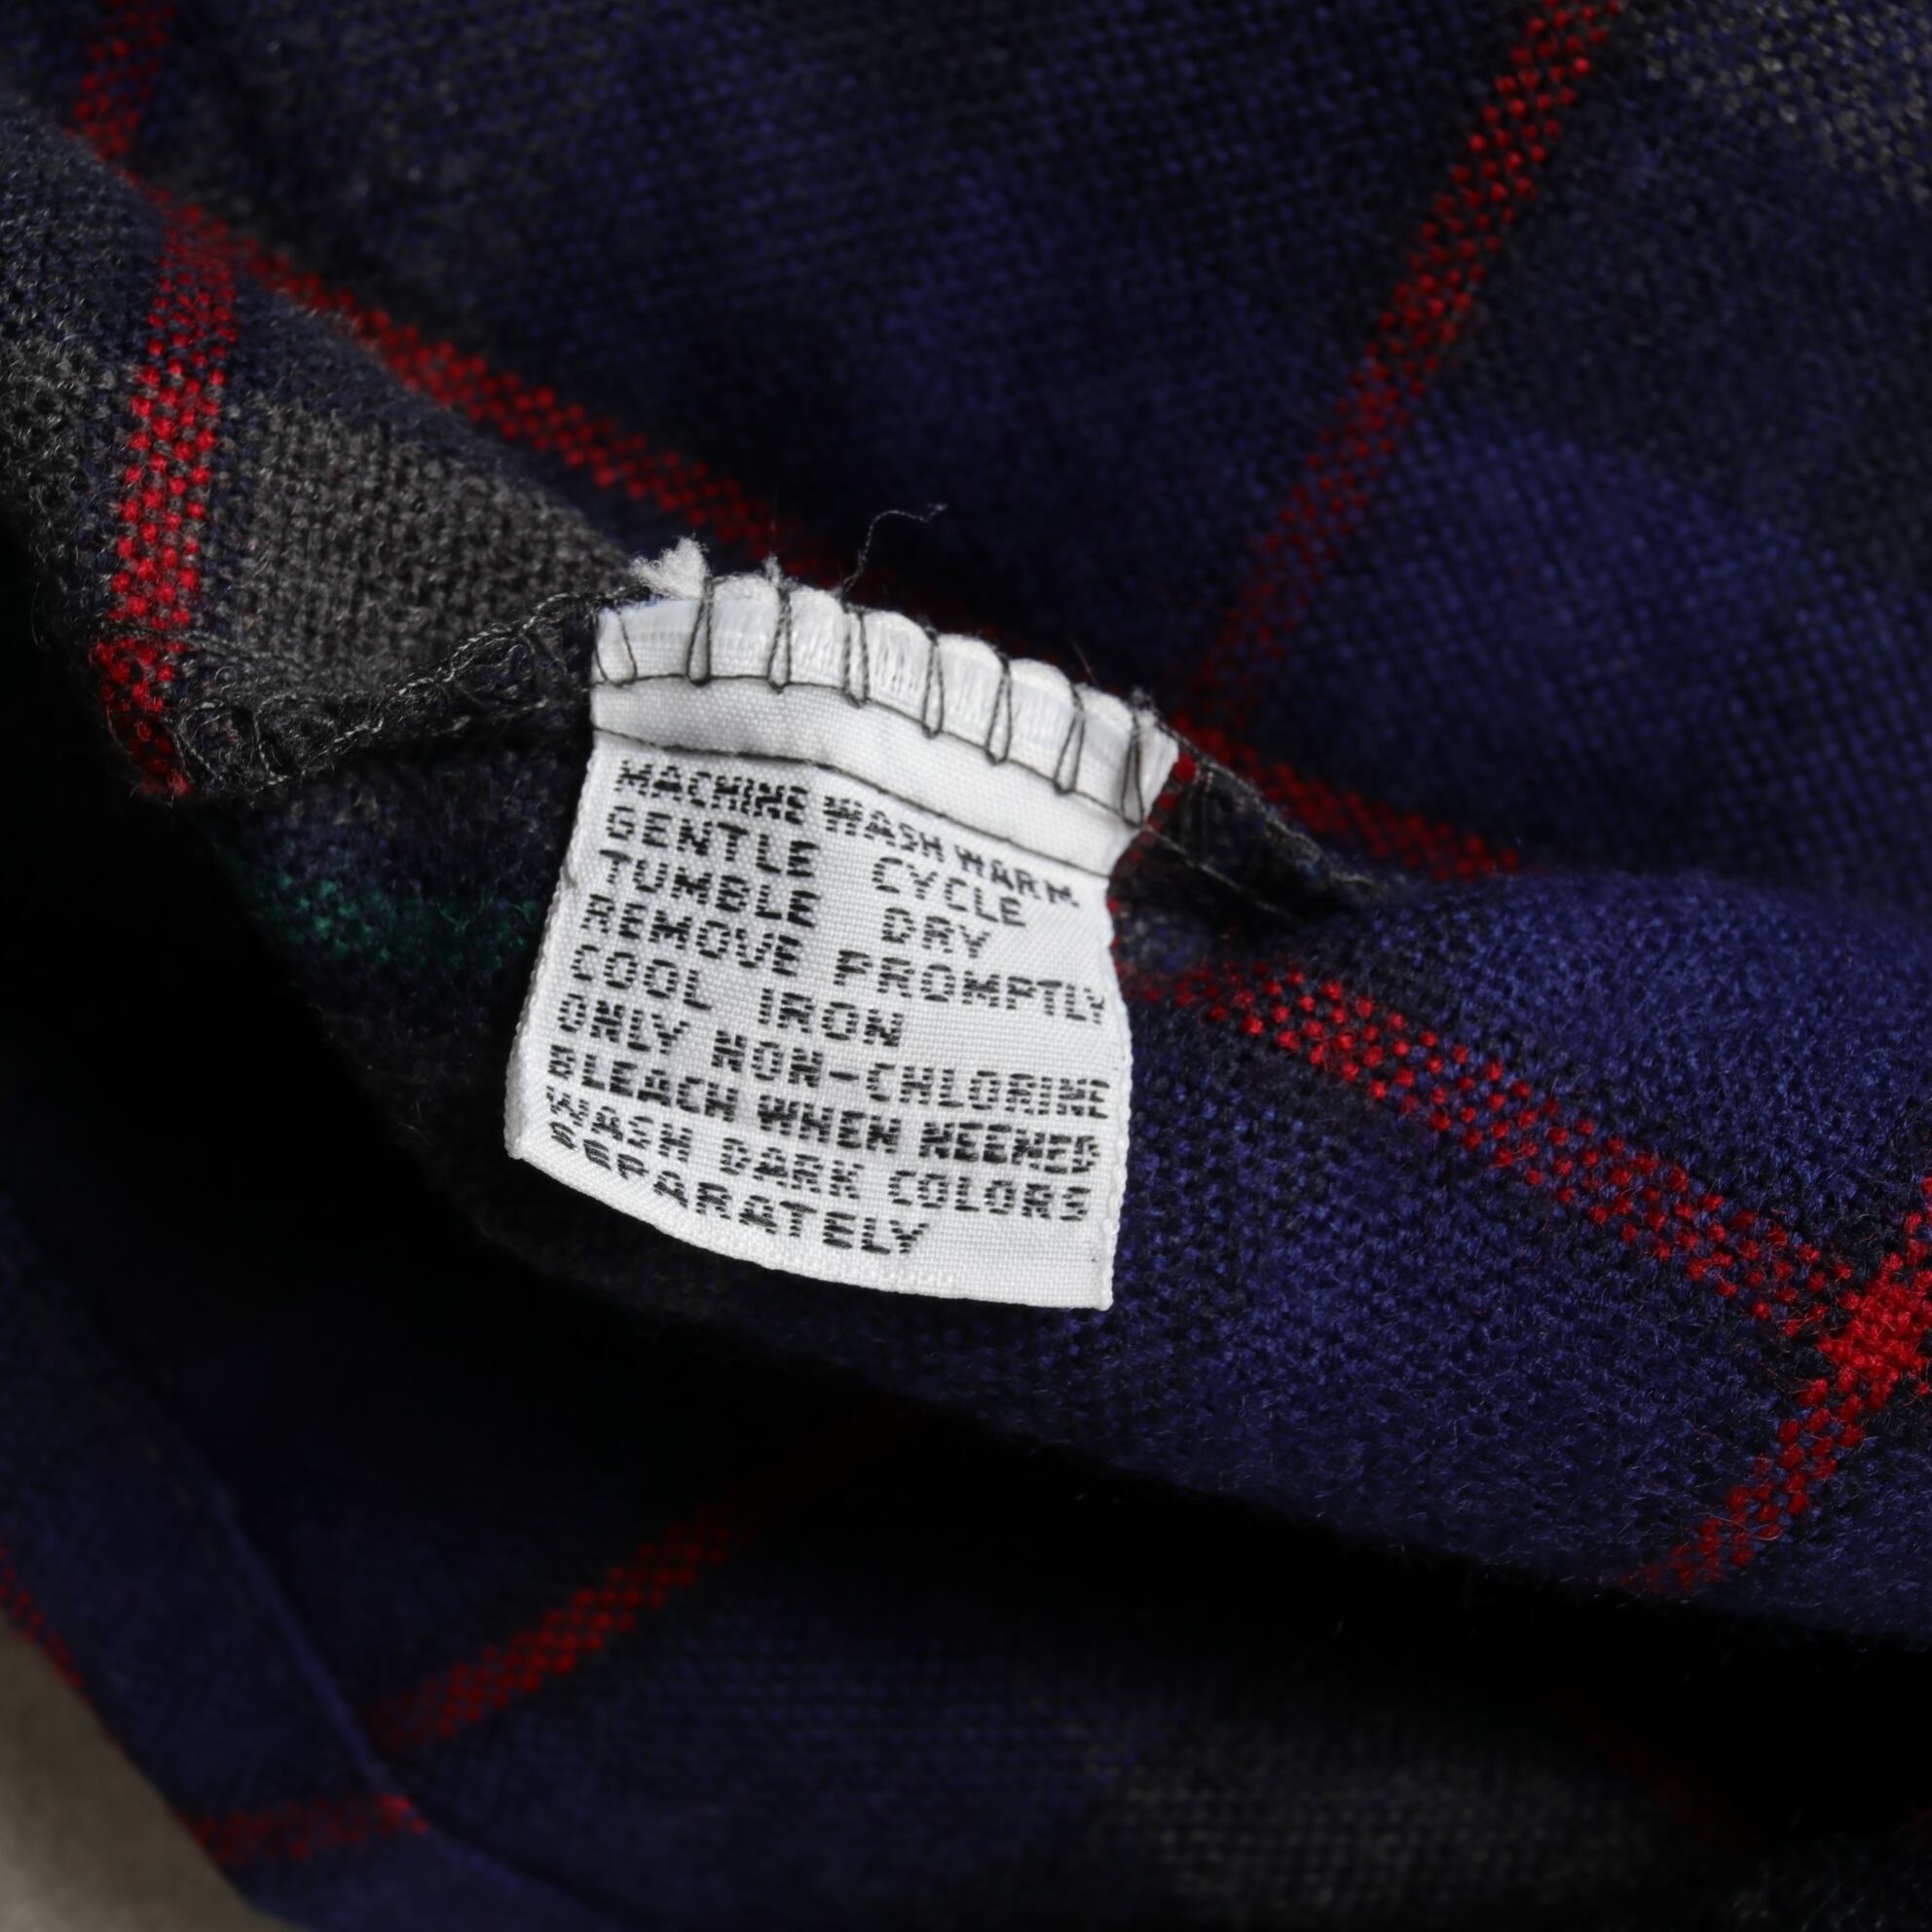 MACHINE WASH WARM
GENTLE CYCLE
TUMBLE DRY
REMOVE PROMPTLY
COOL IRON
ONLY NON-CHLORINE
BLEACH WHEN NEEDED
WASH DARK COLORS
SEPARATELY